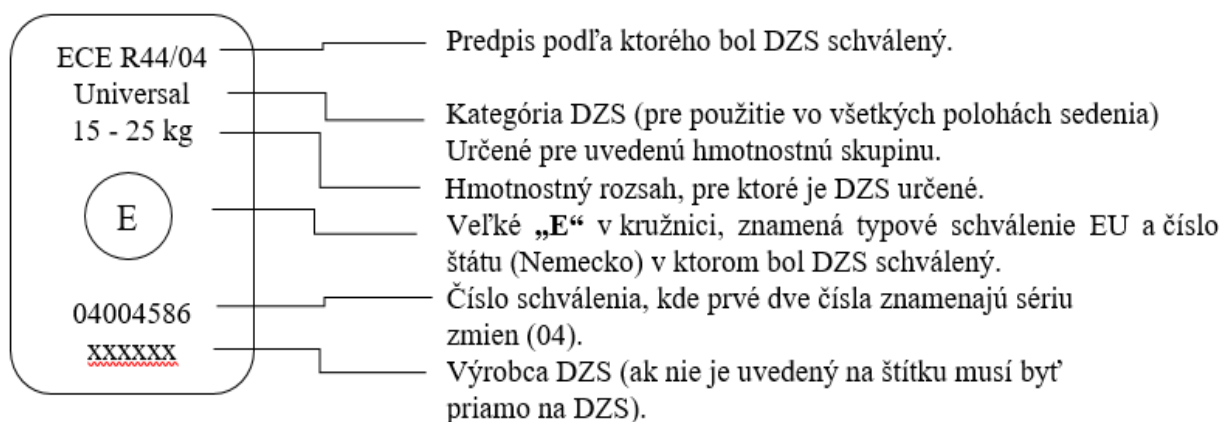 ECE R44/04
Universal
15 - 25 kg
E
04004586
xxxxxx
Predpis podľa ktorého bol DZS schválený.
Kategória DZS (pre použitie vo všetkých polohách sedenia)
Určené pre uvedenú hmotnostnú skupinu.
Hmotnostný rozsah, pre ktoré je DZS určené.
Veľké „E“ v kružnici, znamená typové schválenie EU a číslo
štátu (Nemecko) v ktorom bol DZS schválený.
Číslo schválenia, kde prvé dve čísla znamenajú sériu
zmien (04).
Výrobca DZS (ak nie je uvedený na štítku musí byť
priamo na DZS).